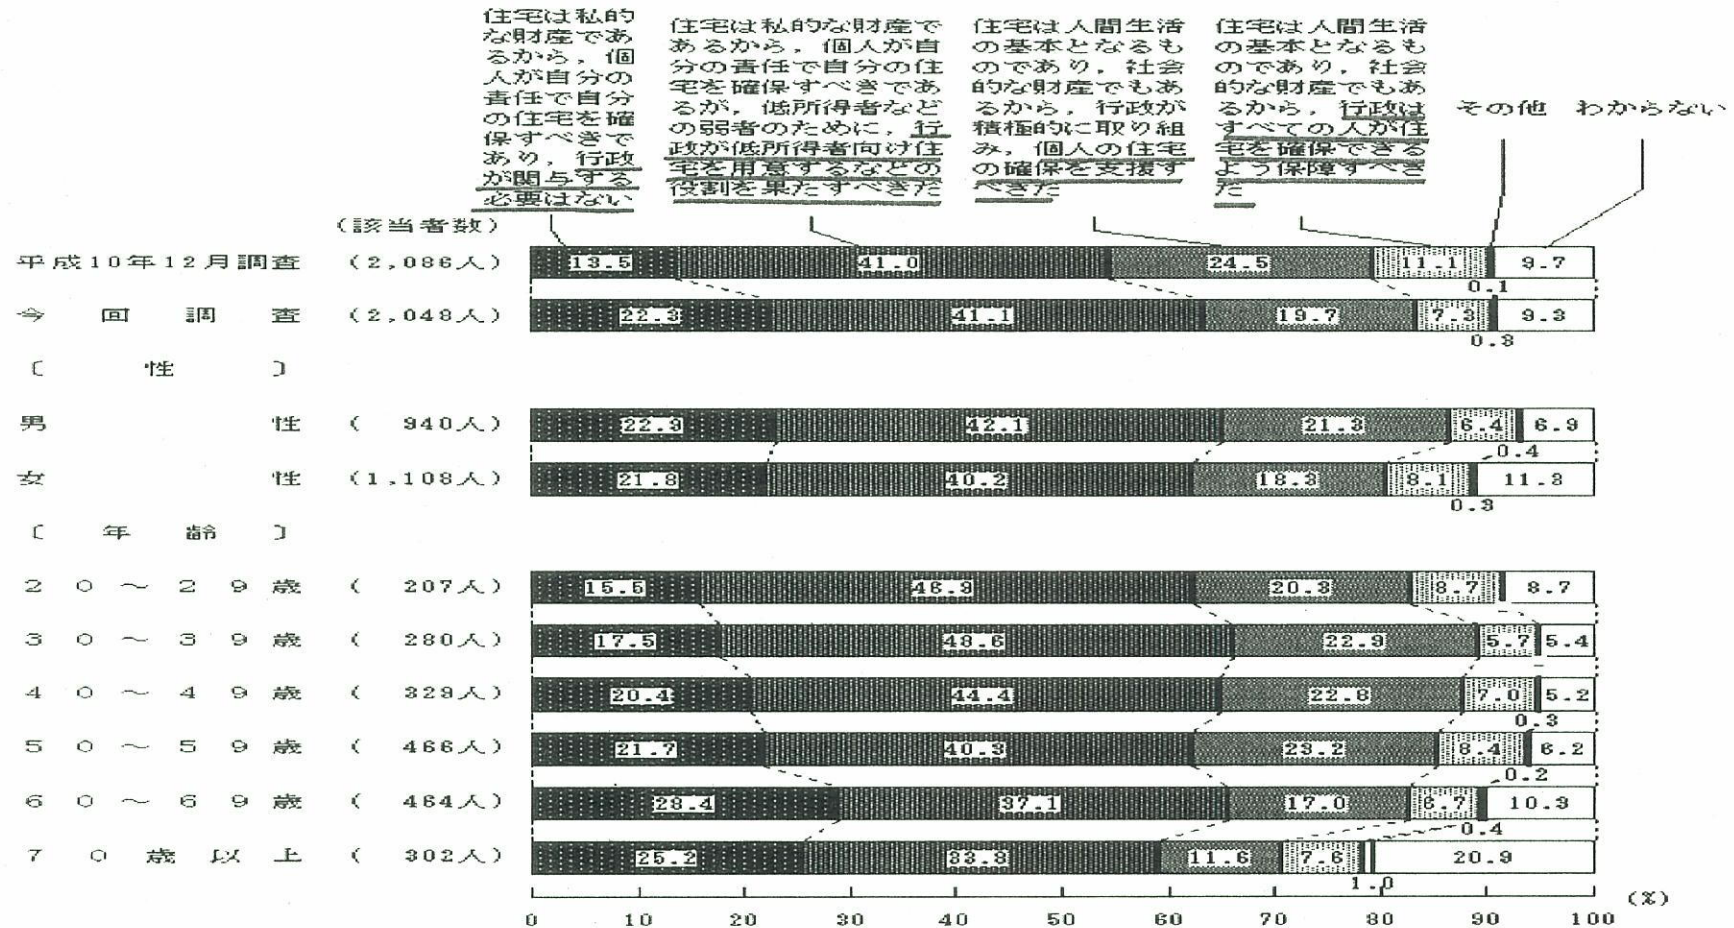 住宅は私的
な財産であ
るから，個
人が自分の
責任で自分
の住宅を確
保すべきで
あり，行政
が関与する
必要はない
住宅は私的な財産で
あるから，個人が自
分の責任で自分の住
宅を確保すべきであ
るが，低所得者など
の弱者のために，行
政が低所得者向け住
宅を用意するなどの
役割を果たすべきだ
住宅は人間生活
の基本となるも
のであり，社会
的な財産でもあ
るから，行政が
積極的に取り組
み，個人の住宅
の確保を支援す
べきだ
住宅は人間生活
の基本となるも
のであり，社会
的な財産でもあ
るから，行政は
すべての人が住
宅を確保できる
よう保障すべき
だ
その他 わからない
（該当者数）
平成10年12月調査 （2,086人） 13.5 41.0 24.5 11.1 9.7
0.1
今回調査 （2,048人） 22.3 41.1 19.7 7.3 9.3
0.3
〔 性 〕
男性 （ 940人） 22.9 42.1 21.3 6.4 6.9
0.4
女性 （1,108人） 21.8 40.2 18.3 8.1 11.3
0.3
〔 年齢 〕
20～29歳 （ 207人） 15.5 46.9 20.3 8.7 8.7
30～39歳 （ 280人） 17.5 48.6 22.9 5.7 5.4
40～49歳 （ 329人） 20.4 44.4 22.8 7.0 5.2
0.3
50～59歳 （ 466人） 21.7 40.3 23.2 8.4 6.2
0.2
60～69歳 （ 464人） 28.4 37.1 17.0 6.7 10.3
0.4
70歳以上 （ 302人） 25.2 33.8 11.6 7.6 20.9
1.0
0 10 20 30 40 50 60 70 80 90 100 (%)